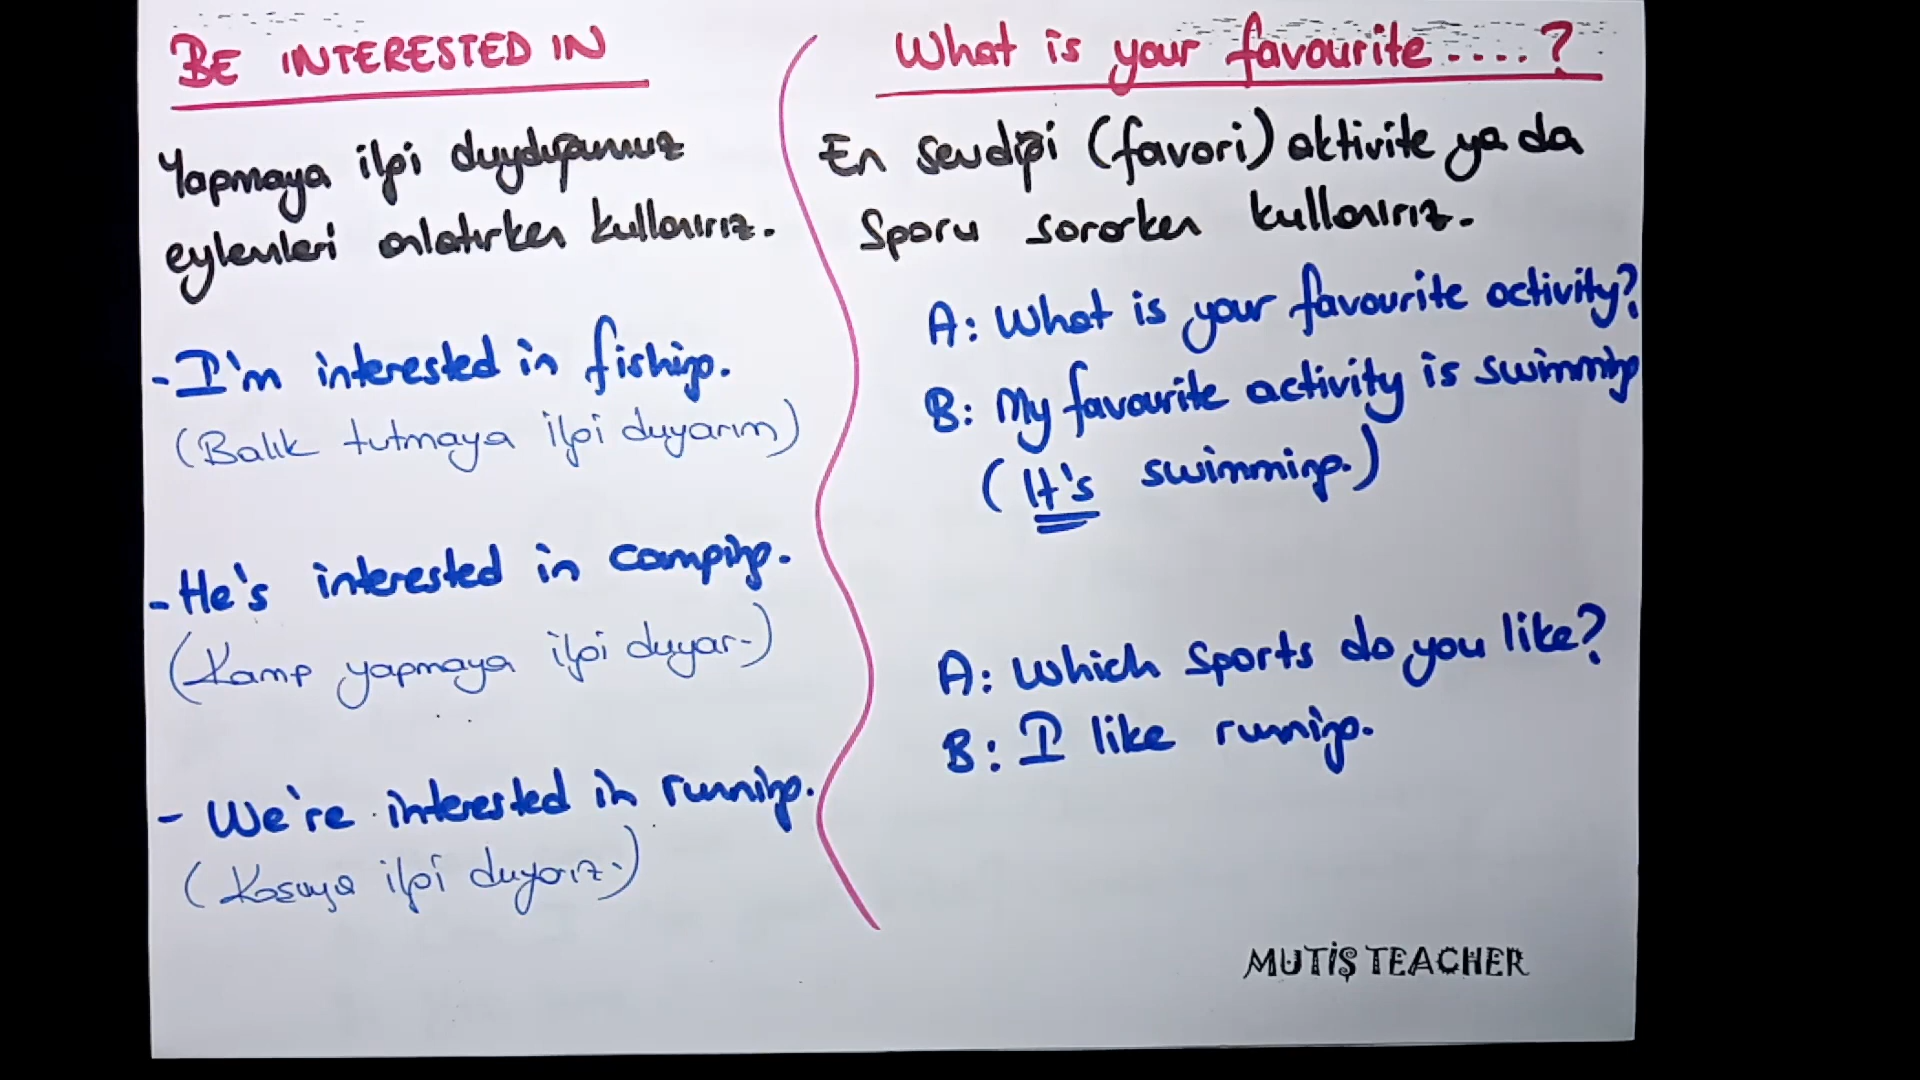 BE INTERESTED IN
Yapmaya ilgi duyduğumuz
eylemleri anlatırken kullanırız.
- I'm interested in fishing.
(Balık tutmaya ilgi duyarım)
- He's interested in camping.
(Kamp yapmaya ilgi duyar.)
- We're interested in running.
(Koşuya ilgi duyarız.)
What is your favourite ....?
En sevdiği (favori) aktivite ya da
Sporu sorarken kullanırız.
A: What is your favourite activity?
B: My favourite activity is swimming
(It's swimming.)
A: Which sports do you like?
B: I like running.
MUTİŞ TEACHER